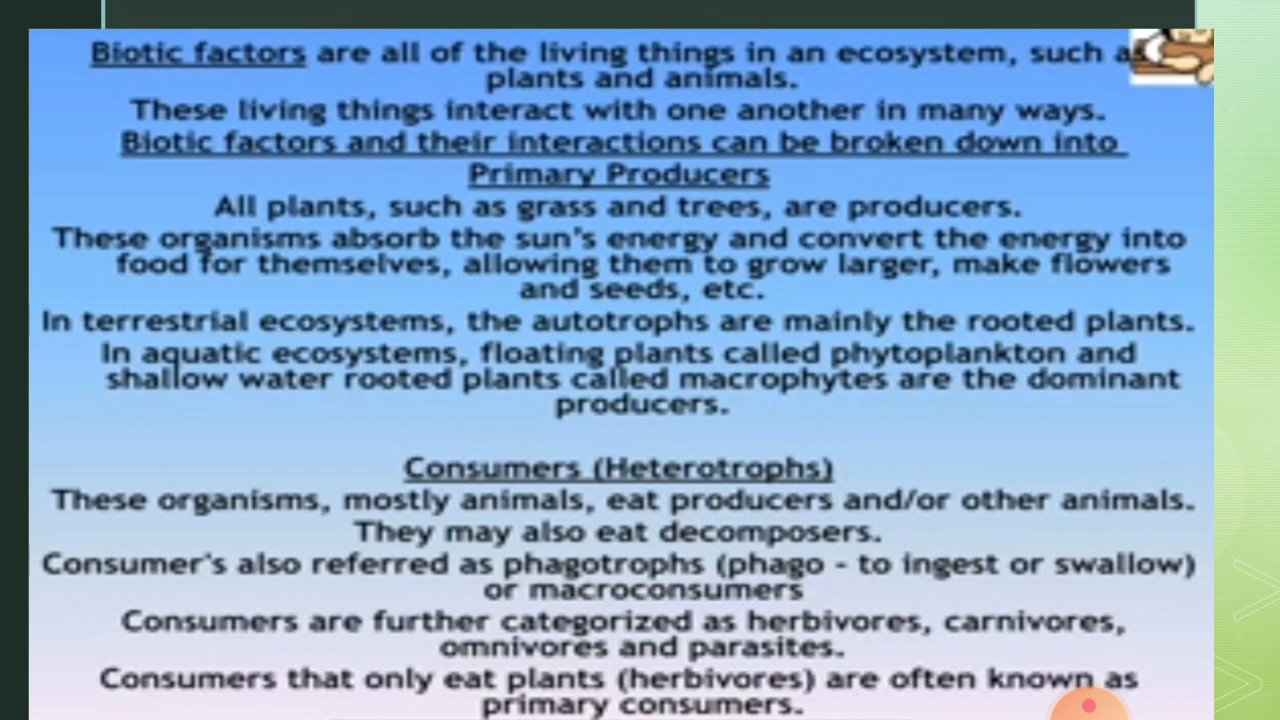 Biotic factors are all of the living things in an ecosystem, such as
plants and animals.
These living things interact with one another in many ways.
Biotic factors and their interactions can be broken down into
Primary Producers
All plants, such as grass and trees, are producers.
These organisms absorb the sun's energy and convert the energy into
food for themselves, allowing them to grow larger, make flowers
and seeds, etc.
In terrestrial ecosystems, the autotrophs are mainly the rooted plants.
In aquatic ecosystems, floating plants called phytoplankton and
shallow water rooted plants called macrophytes are the dominant
producers.
Consumers (Heterotrophs)
These organisms, mostly animals, eat producers and/or other animals.
They may also eat decomposers.
Consumer's also referred as phagotrophs (phago - to ingest or swallow)
or macroconsumers
Consumers are further categorized as herbivores, carnivores,
omnivores and parasites.
Consumers that only eat plants (herbivores) are often known as
primary consumers.